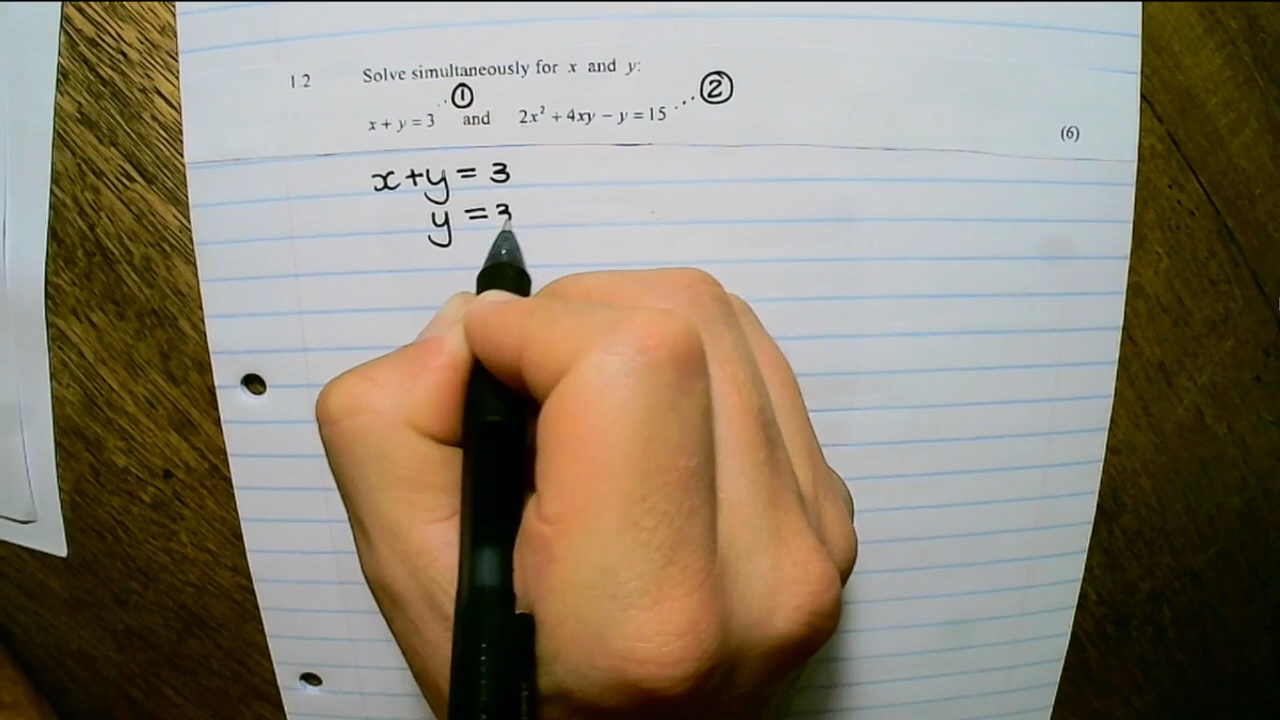 1.2 Solve simultaneously for x and y:
x + y = 3 ..① and 2x² + 4xy − y = 15 ...②
(6)
x+y = 3
y = 3